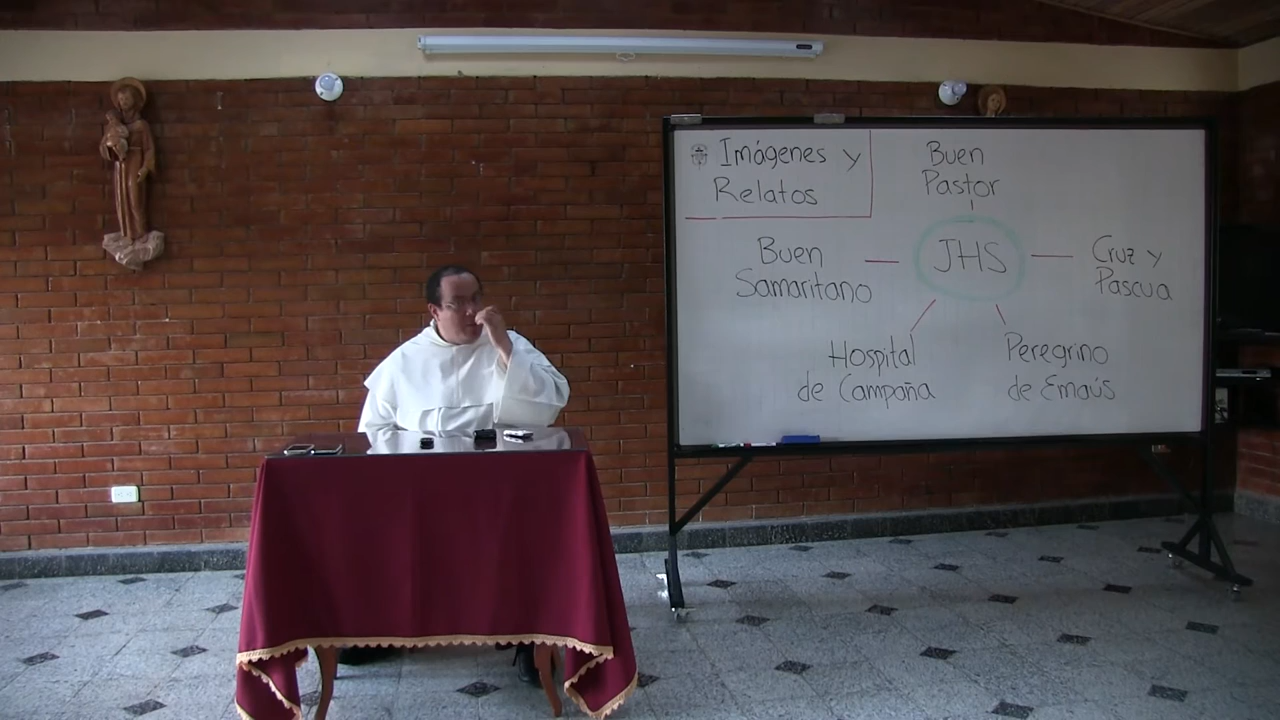 Imágenes y
Relatos
Buen
Pastor
Buen
Samaritano
JHS
Cruz y
Pascua
Hospital
de Campaña
Peregrino
de Emaús